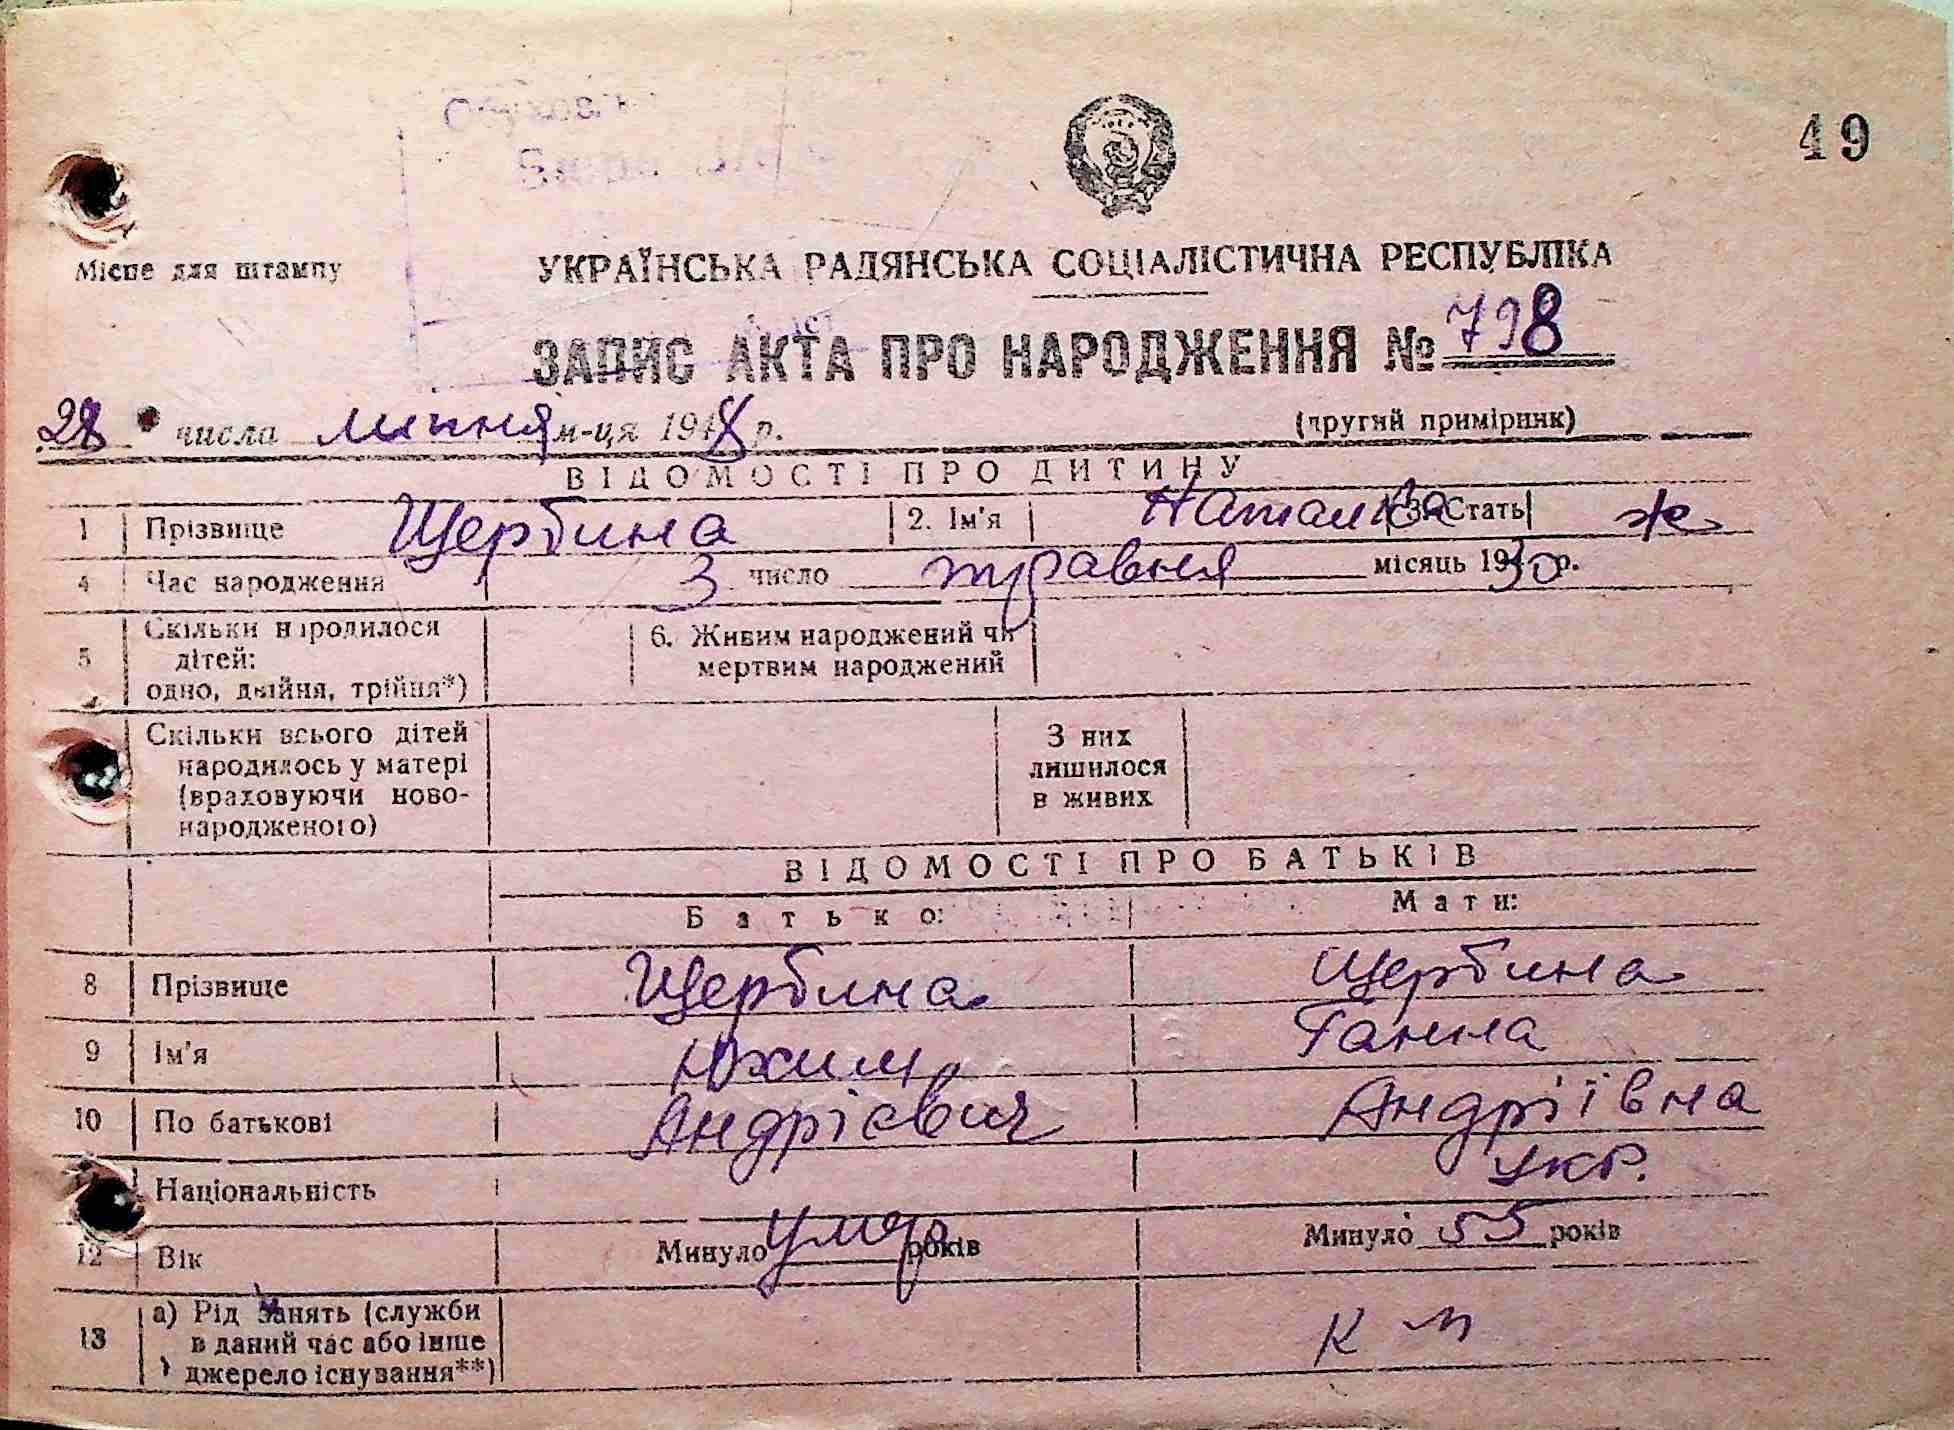 49
Місце для штампу
УКРАЇНСЬКА РАДЯНСЬКА СОЦІАЛІСТИЧНА РЕСПУБЛІКА
ЗАПИС АКТА ПРО НАРОДЖЕННЯ № 798
28 числа липня м-ця 1948 р. (другий примірник)
ВІДОМОСТІ ПРО ДИТИНУ
1 Прізвище Щербина 2. Ім'я Наталка 3. Стать ж
4 Час народження 3 число травня місяць 1930 р.
5 Скільки народилося 6. Живим народжений чи
дітей: мертвим народжений
одно, двійня, трійня*)
Скільки всього дітей З них
народилось у матері лишилося
(враховуючи ново- в живих
народженого)
ВІДОМОСТІ ПРО БАТЬКІВ
Батько: Мати:
8 Прізвище Щербина Щербина
9 Ім'я Юхим Ганна
10 По батькові Андрієвич Андріївна
Національність укр.
12 Вік Минуло умер років Минуло 55 років
13 а) Рід занять (служби к м
в даний час або інше
джерело існування**)